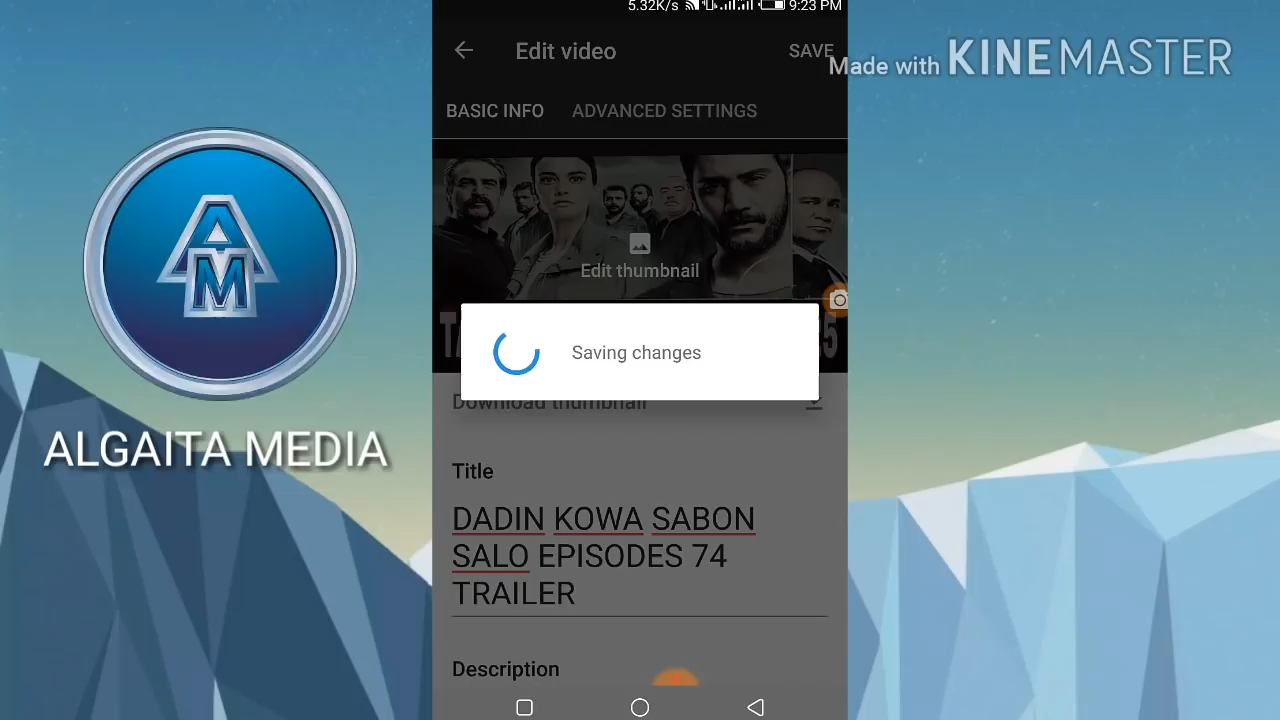 5.32K/s 9:23 PM
Edit video SAVE
Made with KINEMASTER
BASIC INFO ADVANCED SETTINGS
AM
Edit thumbnail
25
Saving changes
Download thumbnail
ALGAITA MEDIA
Title
DADIN KOWA SABON
SALO EPISODES 74
TRAILER
Description